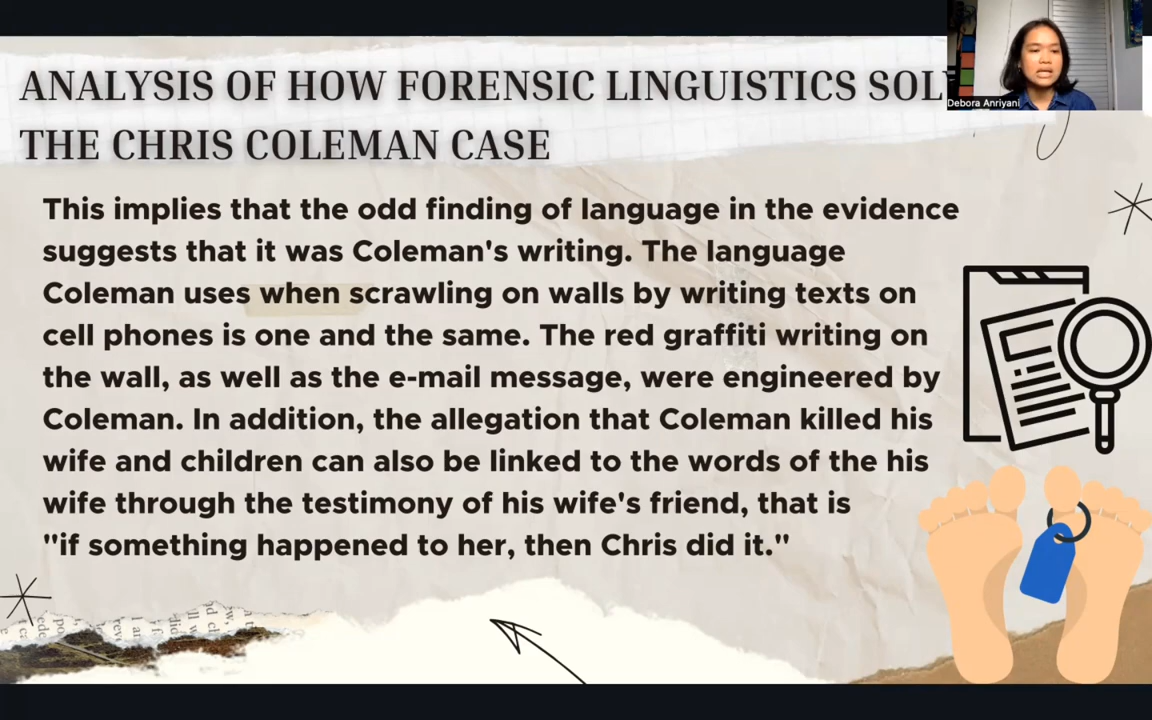 ANALYSIS OF HOW FORENSIC LINGUISTICS
THE CHRIS COLEMAN CASE
Debora Anriyani
This implies that the odd finding of language in the evidence
suggests that it was Coleman's writing. The language
Coleman uses when scrawling on walls by writing texts on
cell phones is one and the same. The red graffiti writing on
the wall, as well as the e-mail message, were engineered by
Coleman. In addition, the allegation that Coleman killed his
wife and children can also be linked to the words of the his
wife through the testimony of his wife's friend, that is
"if something happened to her, then Chris did it."